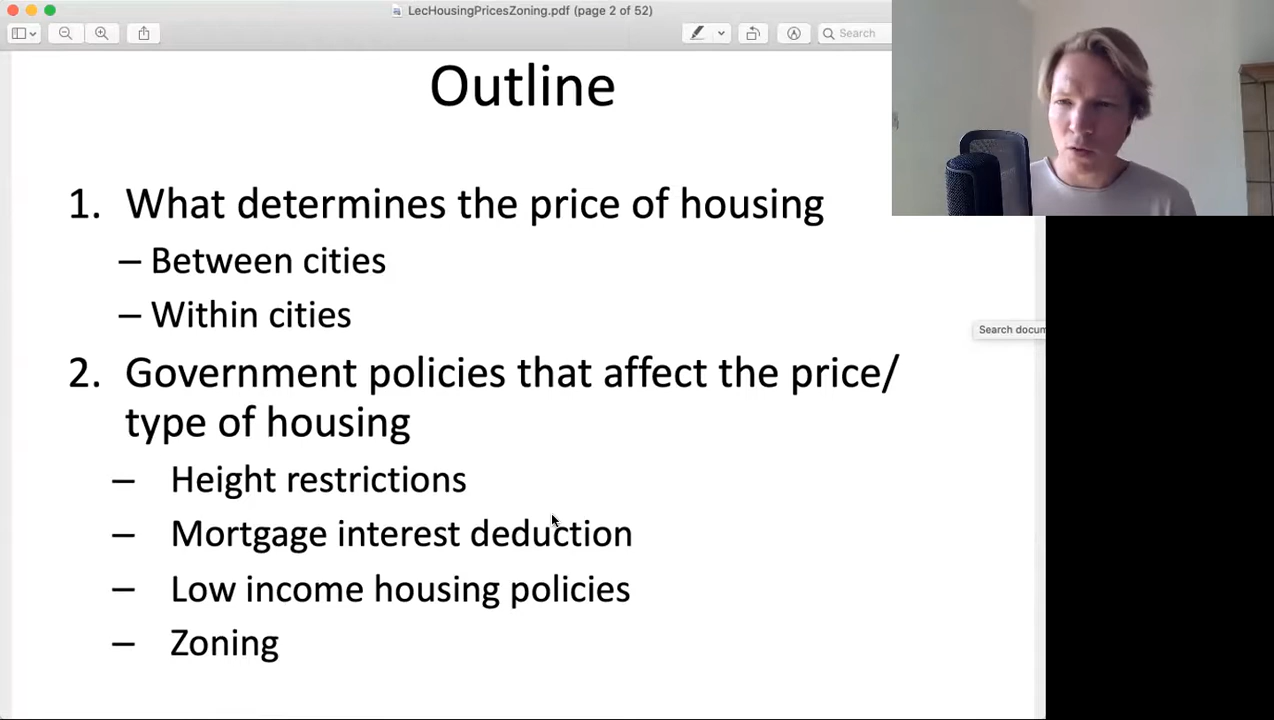 LecHousingPricesZoning.pdf (page 2 of 52)
Search
Outline
1. What determines the price of housing
– Between cities
– Within cities
Search docum
2. Government policies that affect the price/
type of housing
– Height restrictions
– Mortgage interest deduction
– Low income housing policies
– Zoning